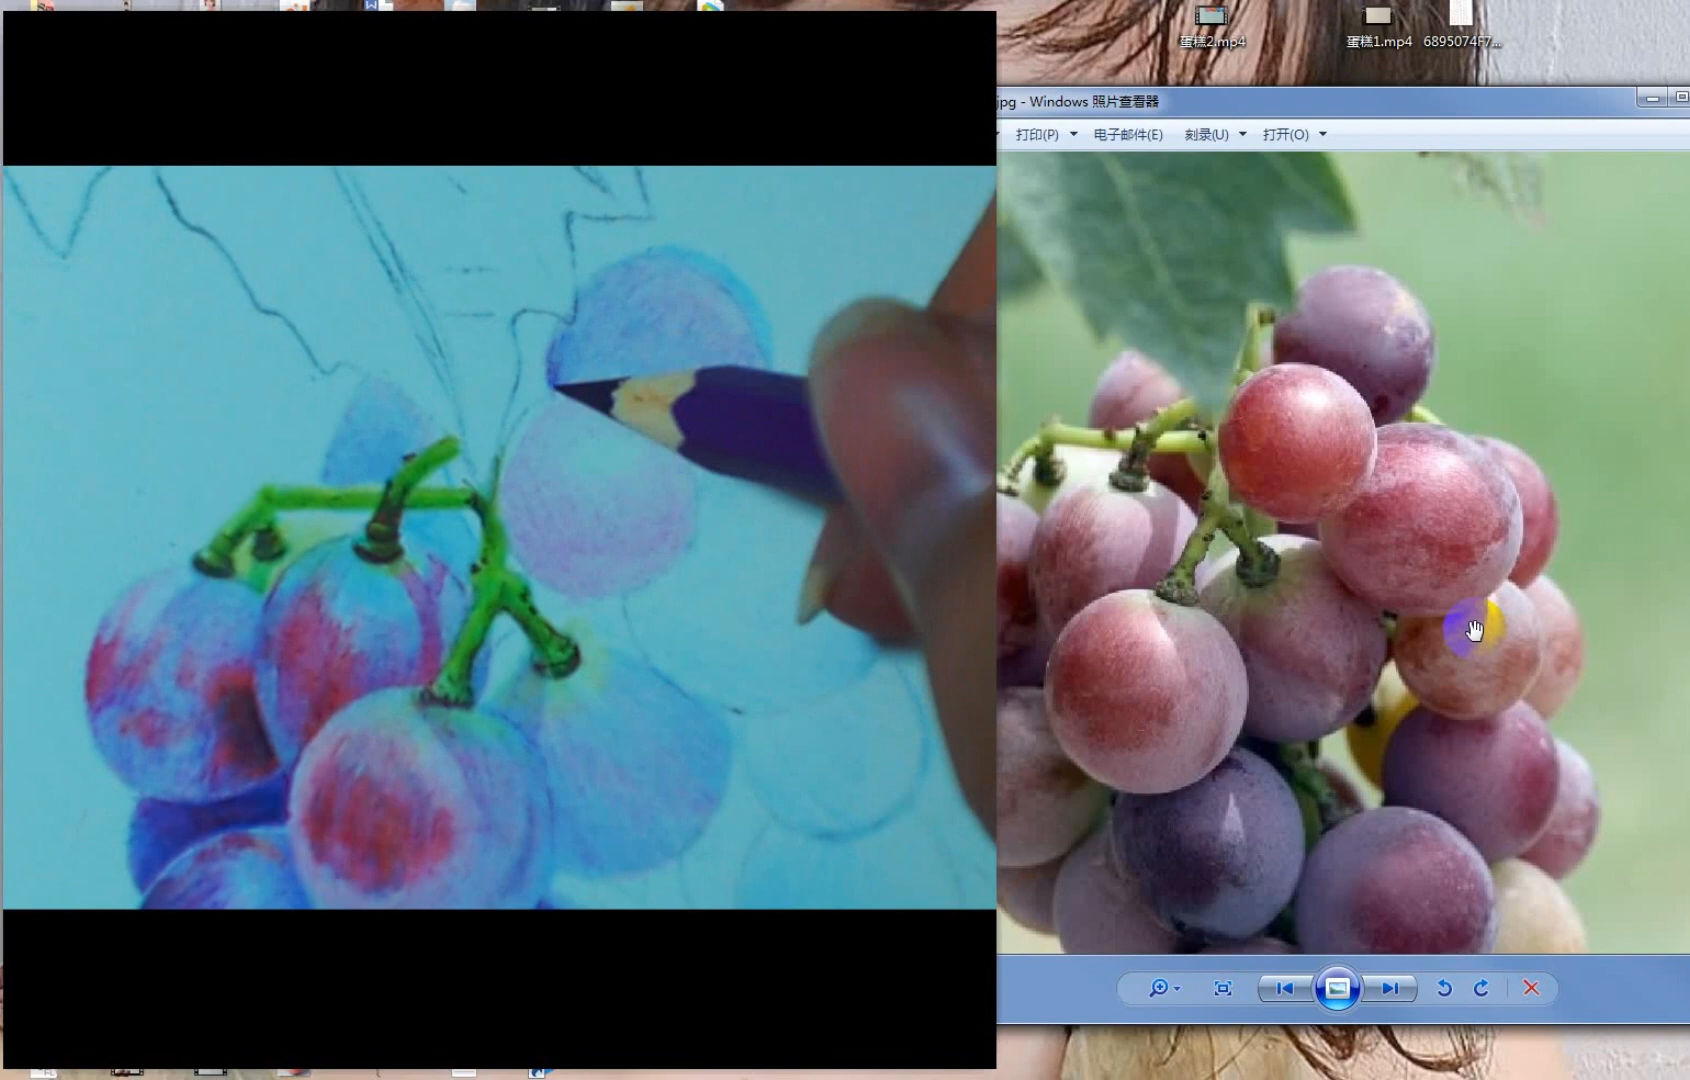 蛋糕2.mp4
蛋糕1.mp4
6895074F7...
jpg - Windows 照片查看器
打印(P) 电子邮件(E) 刻录(U) 打开(O)